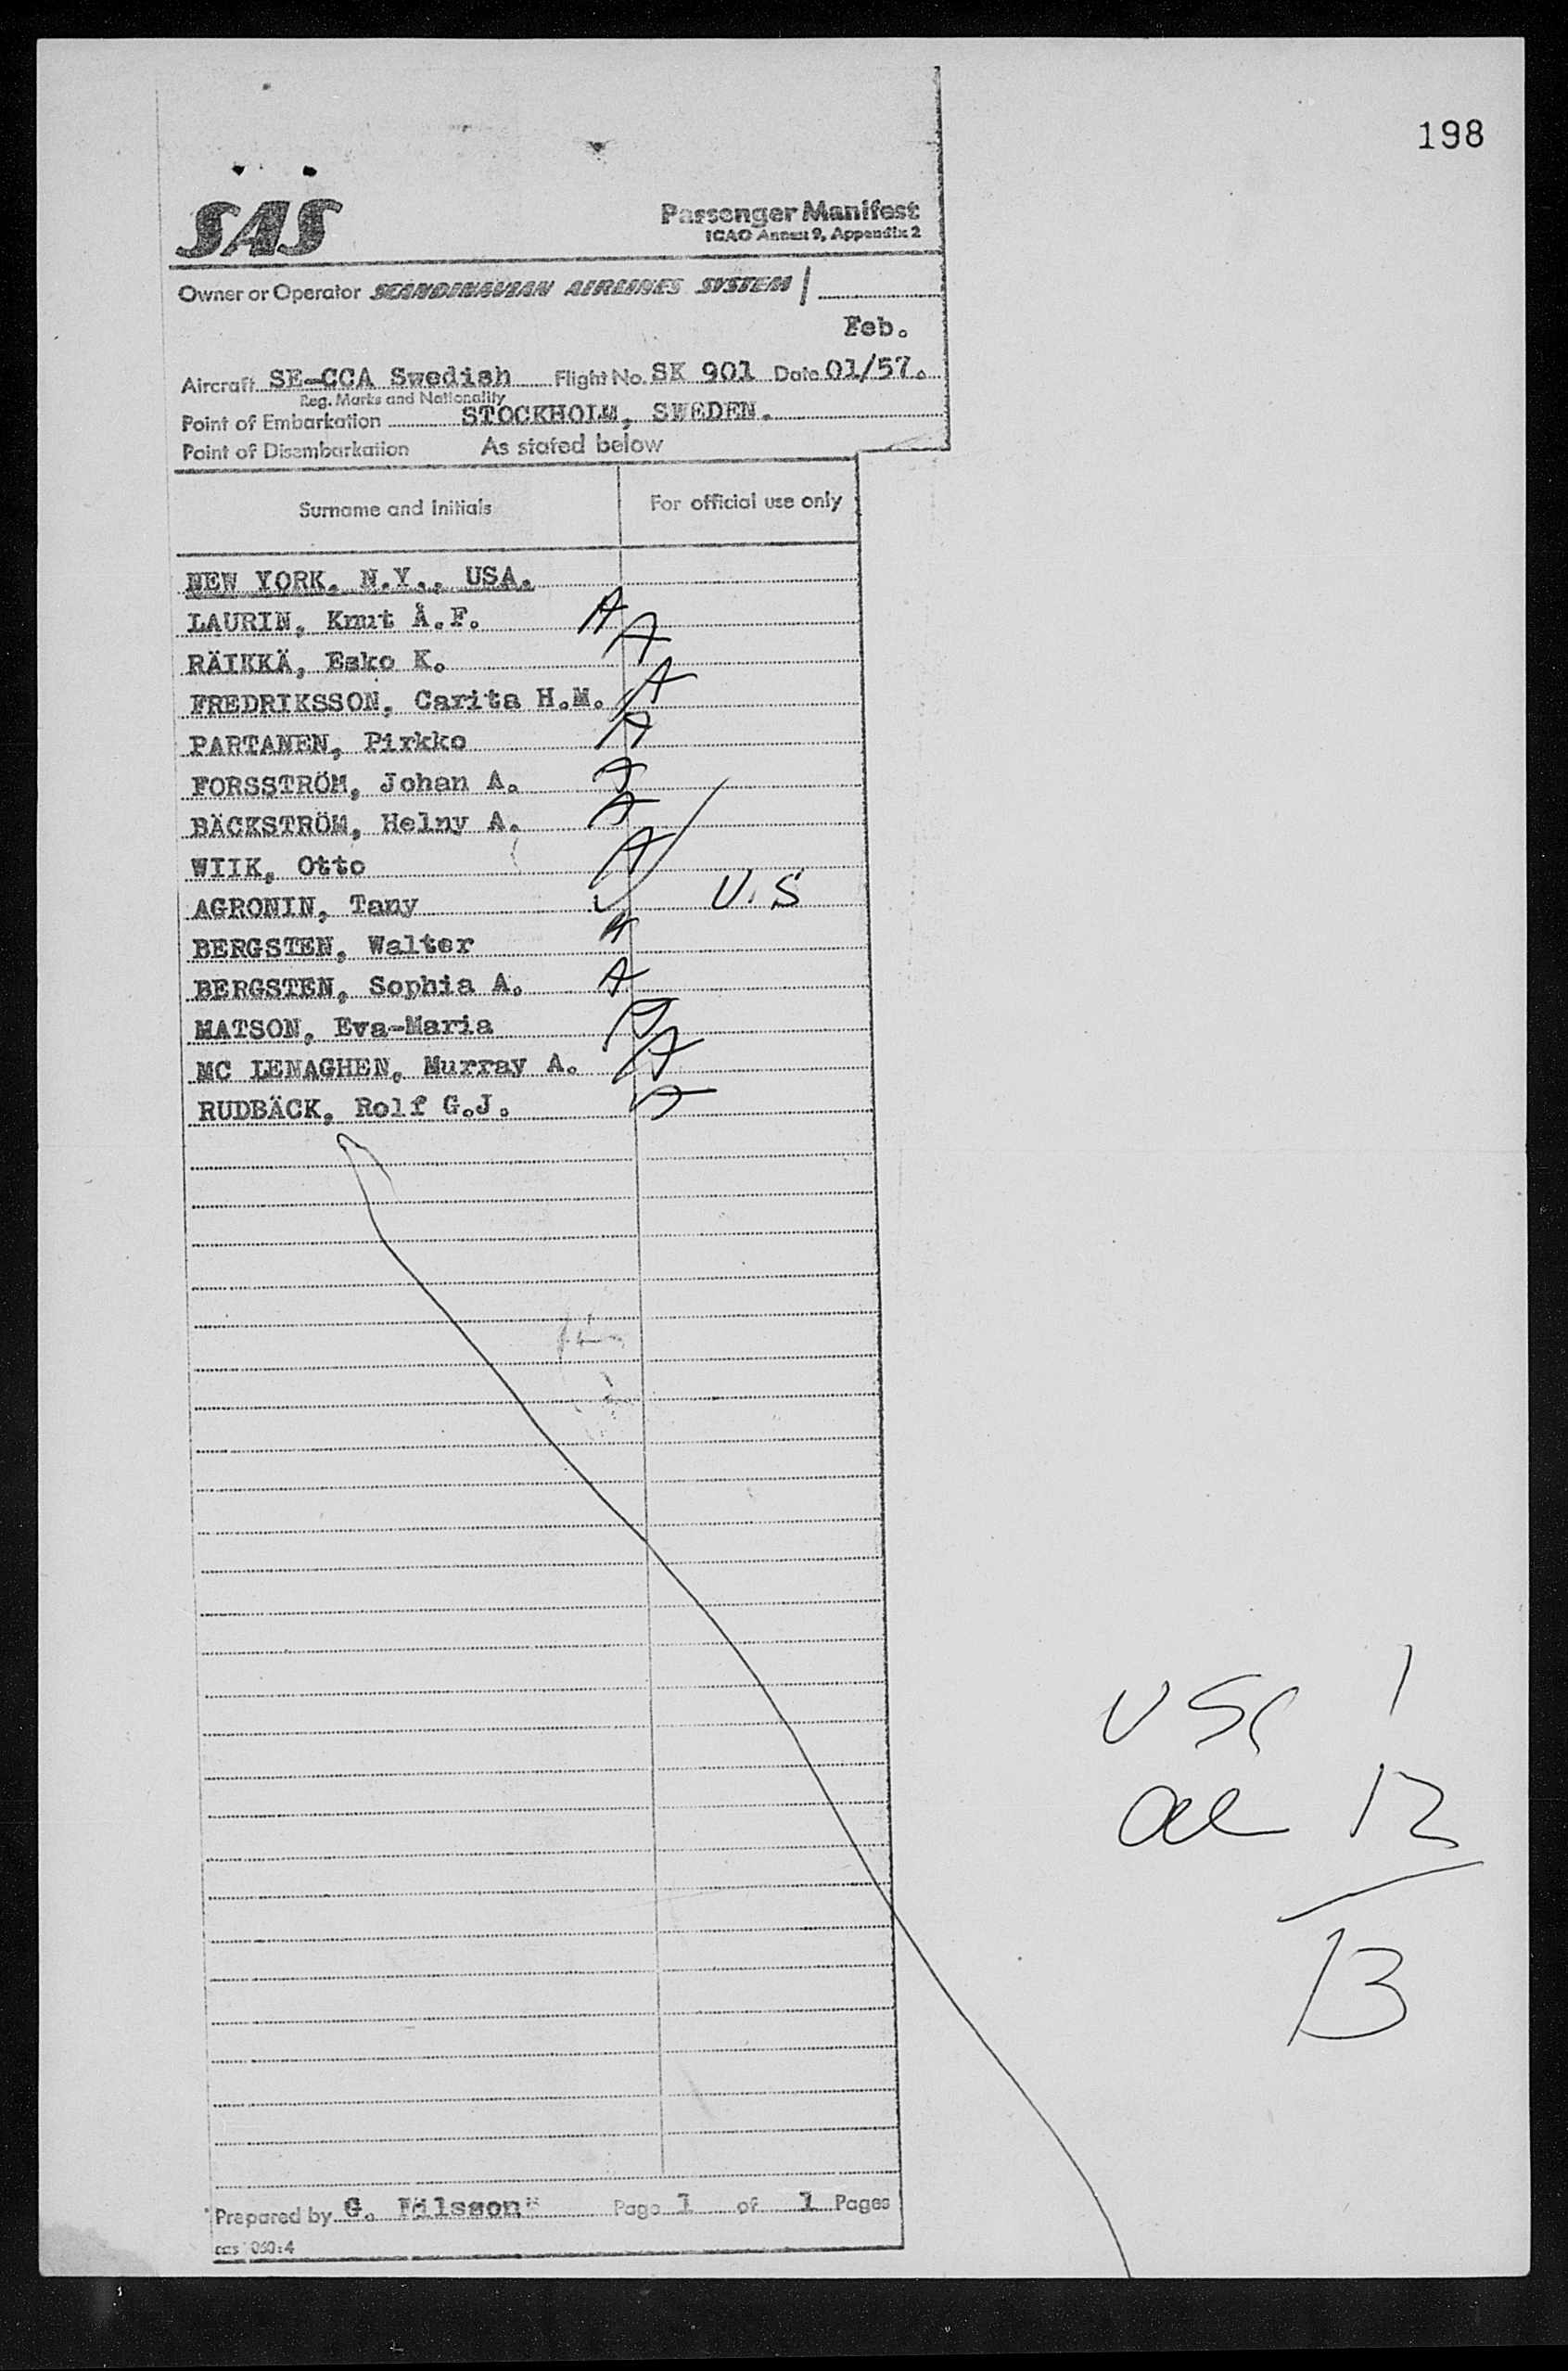 198
SAS
Passenger Manifest
ICAO Annex 9, Appendix 2
Owner or Operator SCANDINAVIAN AIRLINES SYSTEM
Feb.
Aircraft SE-CCA Swedish Flight No. SK 901 Date 01/57.
Reg. Marks and Nationality
Point of Embarkation STOCKHOLM, SWEDEN.
Point of Disembarkation As stated below
Surname and initials For official use only
NEW YORK. N.Y., USA.
LAURIN, Knut Å.F. A
RÄIKKÄ, Esko K. A
FREDRIKSSON, Carita H.M. A
PARTANEN, Pirkko A
FORSSTRÖM, Johan A. A
BÄCKSTRÖM, Helny A. A
WIIK, Otto A
AGRONIN, Tany U.S
BERGSTEN, Walter A
BERGSTEN, Sophia A. A
MATSON, Eva-Maria A
MC LENAGHEN, Murray A. A
RUDBÄCK, Rolf G.J. A
USC 1
al 12
13
Prepared by G. Nilsson" Page 1 of 1 Pages